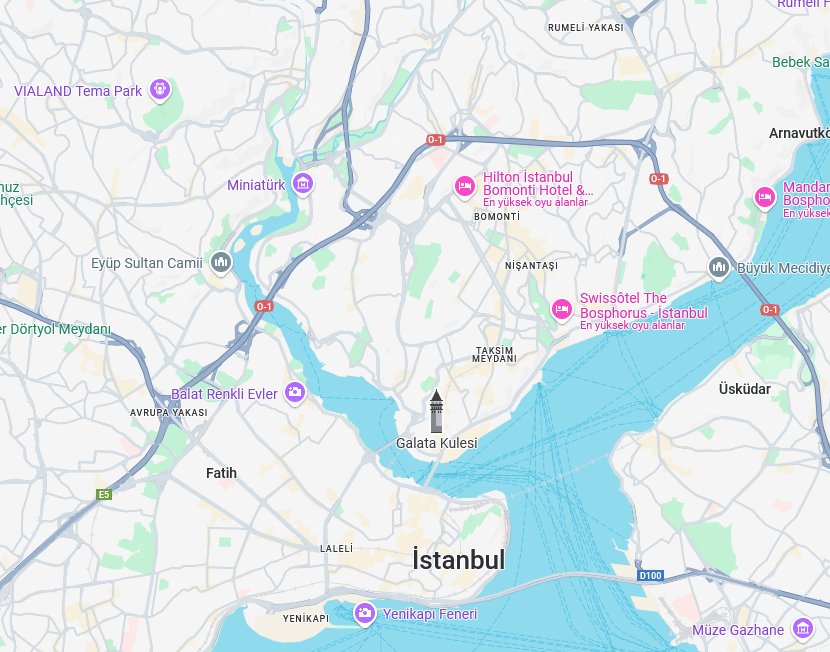 Rumeli H
RUMELİ YAKASI
Bebek Sa
VIALAND Tema Park
Arnavutkö
O-1
Hilton İstanbul
Bomonti Hotel &…
En yüksek oyu alanlar
O-1
Miniatürk
muz
hçesi
Mandar
Bospho
En yüksek
BOMONTİ
Eyüp Sultan Camii
NİŞANTAŞI
Büyük Mecidiye
Swissôtel The
Bosphorus - İstanbul
En yüksek oyu alanlar
O-1
O-1
er Dörtyol Meydanı
TAKSİM
MEYDANI
Balat Renkli Evler
Üsküdar
AVRUPA YAKASI
Galata Kulesi
Fatih
E5
LALELİ
İstanbul
D100
YENİKAPI
Yenikapı Feneri
Müze Gazhane